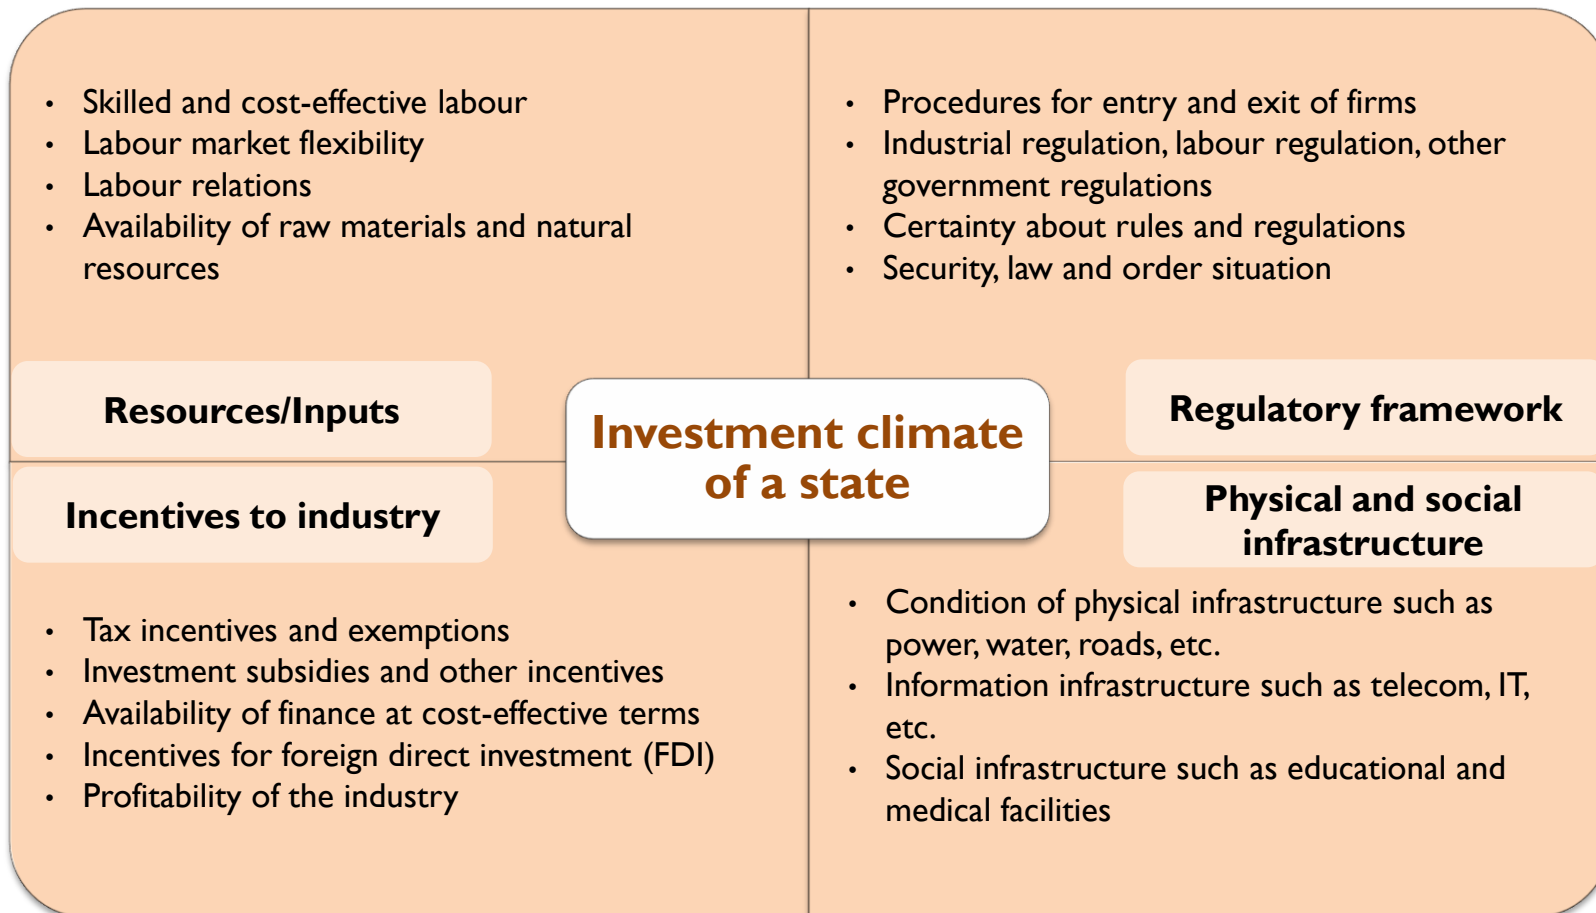 • Skilled and cost-effective labour
• Labour market flexibility
• Labour relations
• Availability of raw materials and natural
resources
Resources/Inputs
• Procedures for entry and exit of firms
• Industrial regulation, labour regulation, other
government regulations
• Certainty about rules and regulations
• Security, law and order situation
Regulatory framework
Investment climate
of a state
Incentives to industry
• Tax incentives and exemptions
• Investment subsidies and other incentives
• Availability of finance at cost-effective terms
• Incentives for foreign direct investment (FDI)
• Profitability of the industry
Physical and social
infrastructure
• Condition of physical infrastructure such as
power, water, roads, etc.
• Information infrastructure such as telecom, IT,
etc.
• Social infrastructure such as educational and
medical facilities